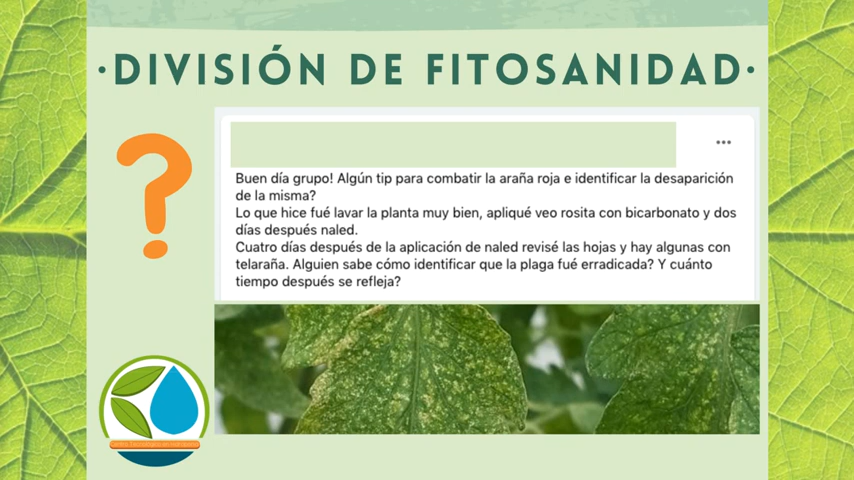 ·DIVISIÓN DE FITOSANIDAD·
?
Buen día grupo! Algún tip para combatir la araña roja e identificar la desaparición
de la misma?
Lo que hice fué lavar la planta muy bien, apliqué veo rosita con bicarbonato y dos
días después naled.
Cuatro días después de la aplicación de naled revisé las hojas y hay algunas con
telaraña. Alguien sabe cómo identificar que la plaga fué erradicada? Y cuánto
tiempo después se refleja?